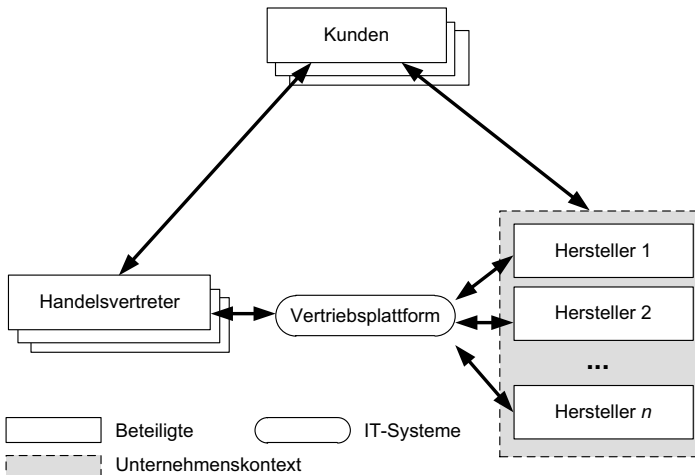 Kunden
Hersteller 1
Handelsvertreter
Vertriebsplattform
Hersteller 2
...
Hersteller n
Beteiligte
IT-Systeme
Unternehmenskontext